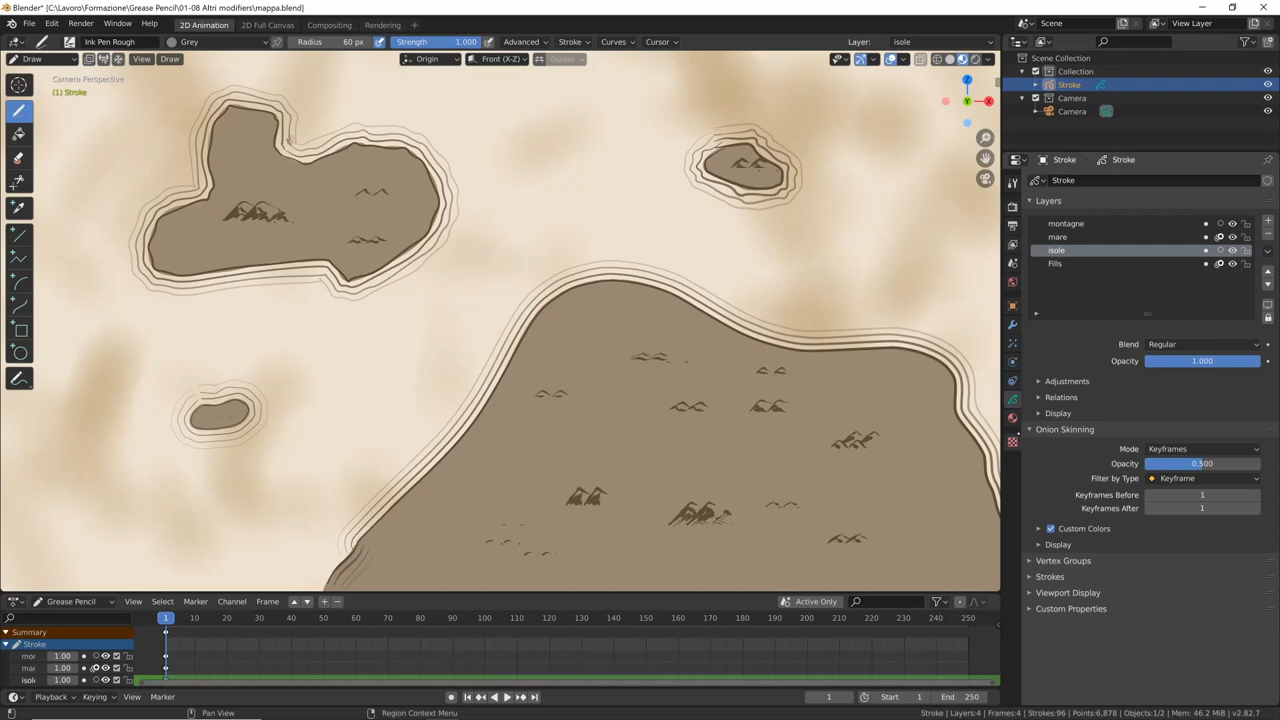 Blender* [C:\Lavoro\Formazione\Grease Pencil\01-08 Altri modifiers\mappa.blend]
File Edit Render Window Help 2D Animation 2D Full Canvas Compositing Rendering Scene View Layer
Ink Pen Rough Grey Radius 60 px Strength 1.000 Advanced Stroke Curves Cursor Layer: isole
Draw View Draw Origin Front (X-Z) Guides
Camera Perspective
(1) Stroke
Scene Collection
Collection
Stroke
Camera
Camera
Stroke Stroke
Stroke
Layers
montagne
mare
isole
Fills
Blend Regular
Opacity 1.000
Adjustments
Relations
Display
Onion Skinning
Mode Keyframes
Opacity 0.500
Filter by Type Keyframe
Keyframes Before 1
Keyframes After 1
Custom Colors
Display
Vertex Groups
Strokes
Viewport Display
Custom Properties
Grease Pencil View Select Marker Channel Frame Active Only
1 10 20 30 40 50 60 70 80 90 100 110 120 130 140 150 160 170 180 190 200 210 220 230 240 250
Summary
Stroke
mor 1.00
mar 1.00
isole 1.00
Playback Keying View Marker 1 Start 1 End 250
Select Pan View Region Context Menu Stroke | Layers:4 | Frames:4 | Strokes:96 | Points:6,878 | Objects:1/2 | Mem: 46.2 MiB | v2.82.7